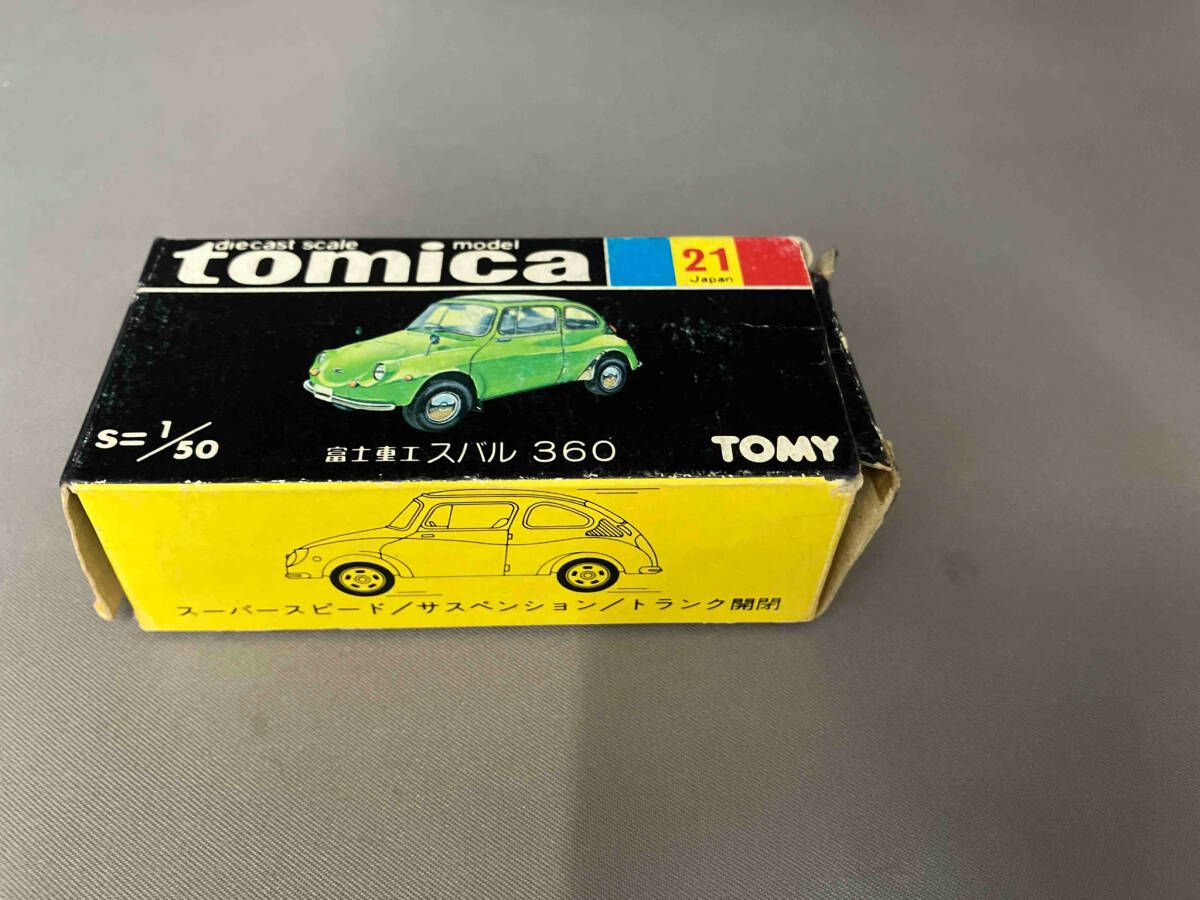 diecast scale model
tomica
21
Japan
S=1/50
富士重工 スバル 360
TOMY
スーパースピード/サスペンション/トランク開閉